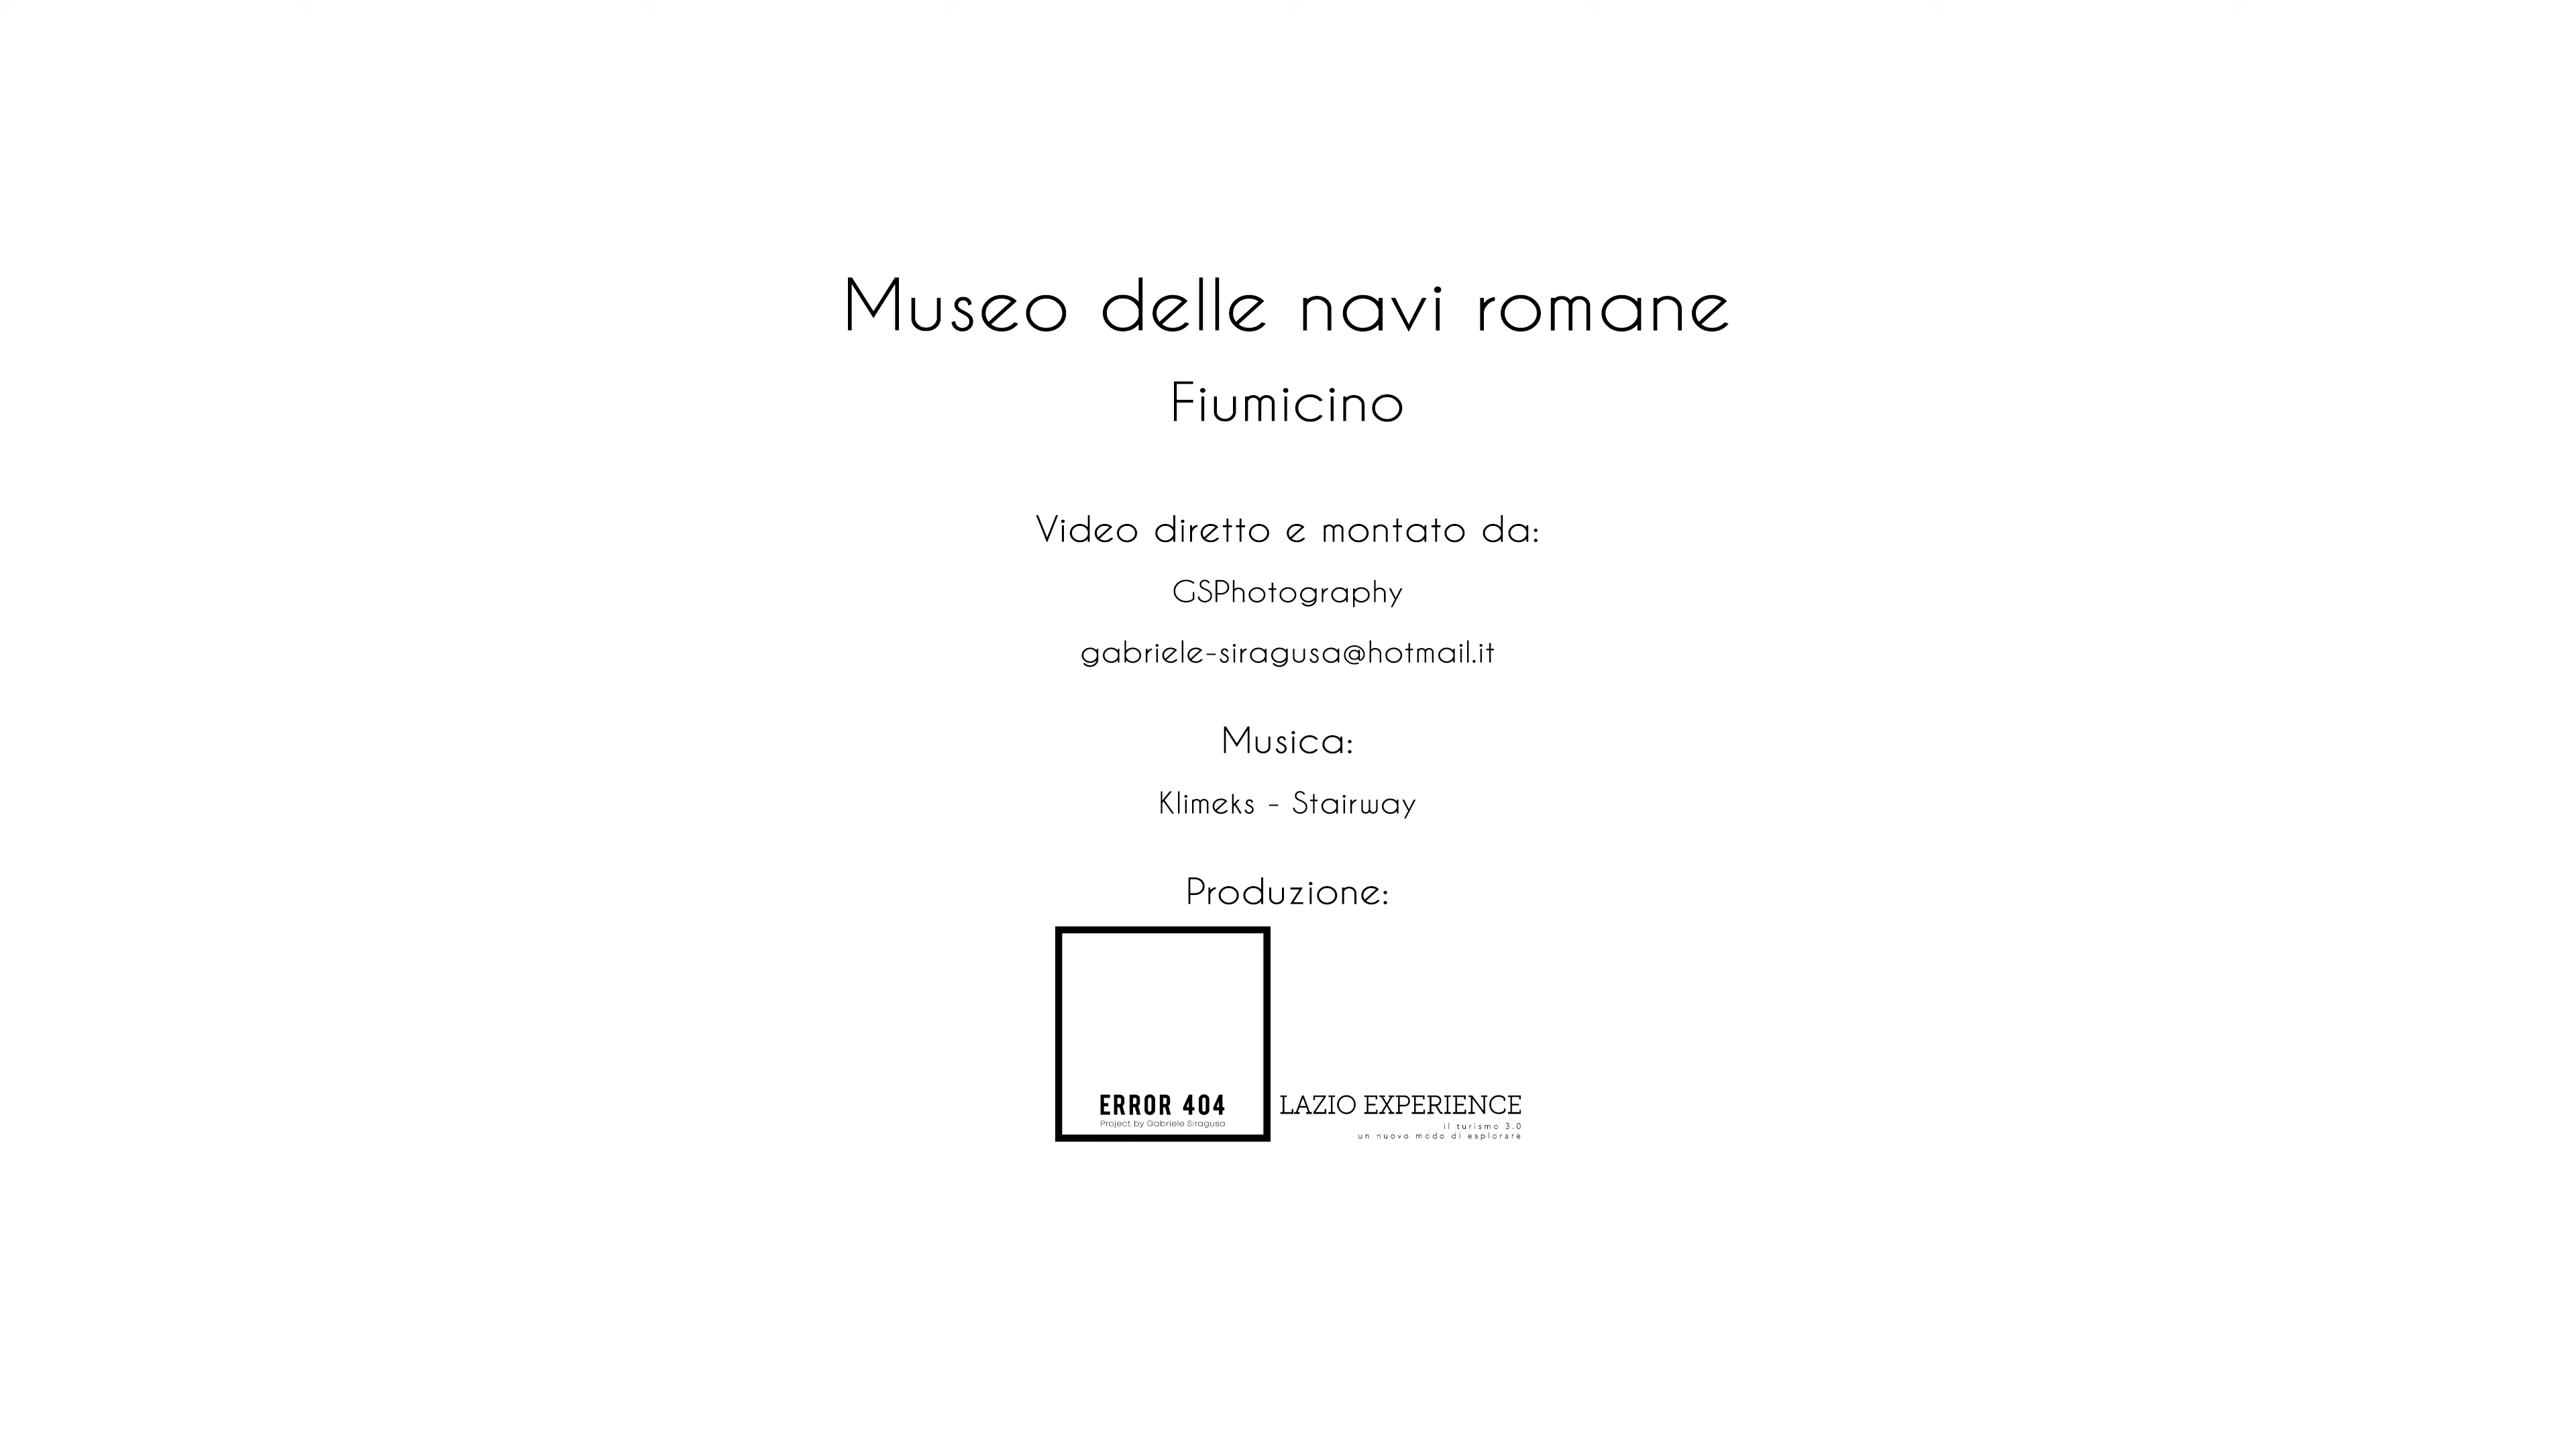 Museo delle navi romane
Fiumicino
Video diretto e montato da:
GSPhotography
gabriele-siragusa@hotmail.it
Musica:
Klimeks - Stairway
Produzione:
ERROR 404
Project by Gabriele Siragusa
LAZIO EXPERIENCE
il turismo 3.0
un nuovo modo di esplorare